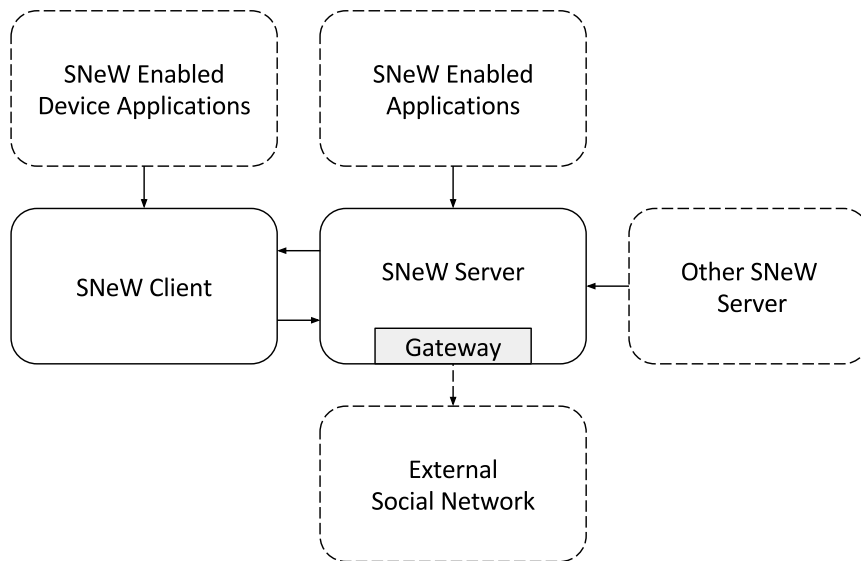 SNeW Enabled
Device Applications
SNeW Enabled
Applications
SNeW Client
SNeW Server
Gateway
Other SNeW
Server
External
Social Network